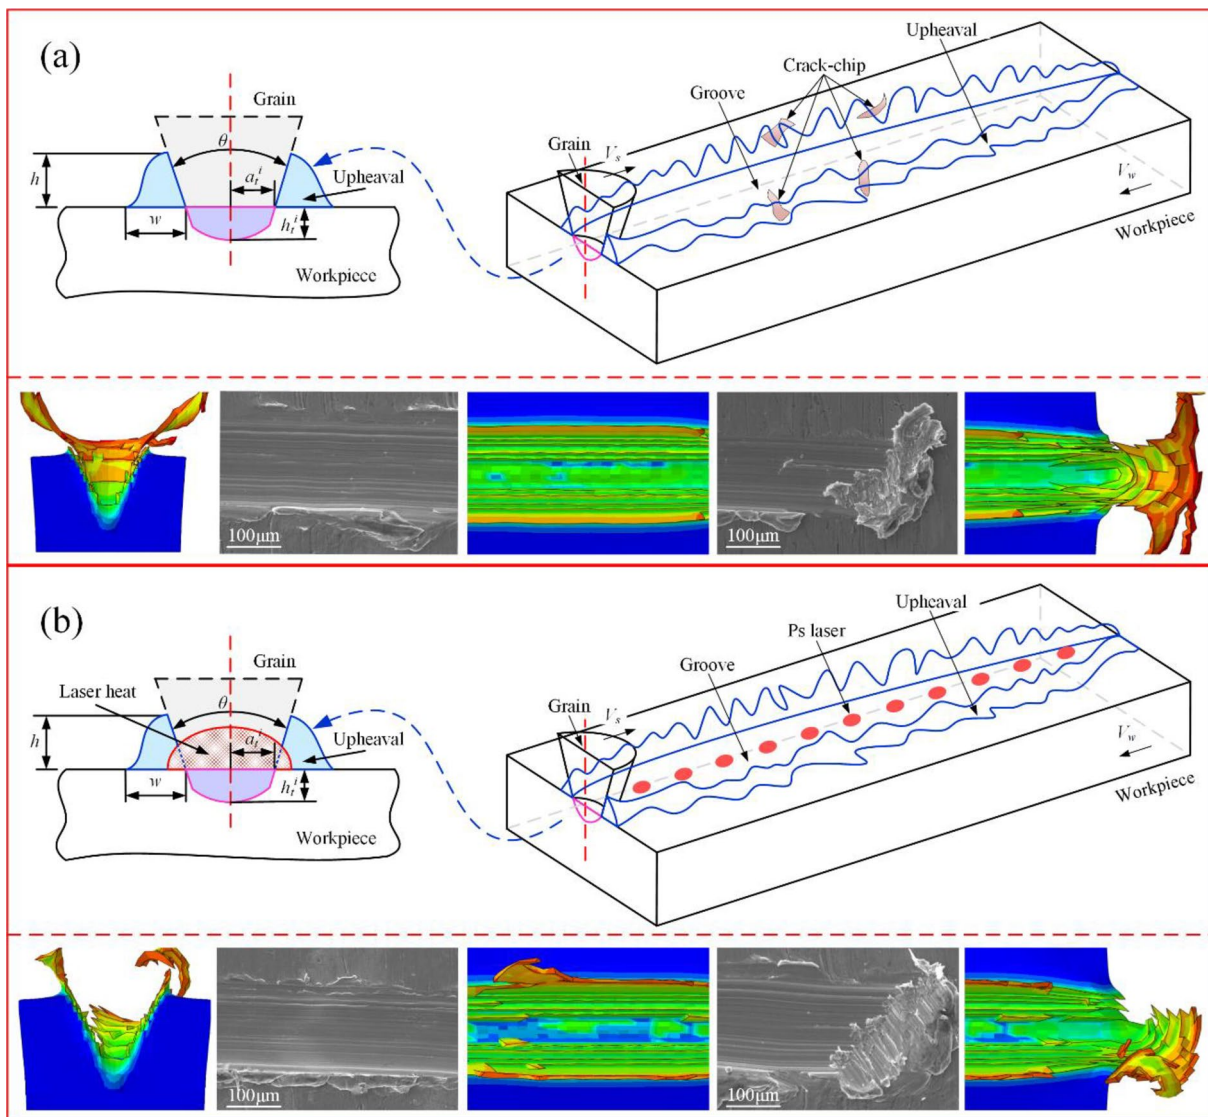 (a)
Grain
θ
h
a_t^i
Upheaval
w
h_t^i
Workpiece
Upheaval
Crack-chip
Groove
Grain
V_s
V_w
Workpiece
100μm
100μm
(b)
Grain
Laser heat
θ
h
a_t^i
Upheaval
w
h_t^i
Workpiece
Upheaval
Ps laser
Groove
Grain
V_s
V_w
Workpiece
100μm
100μm